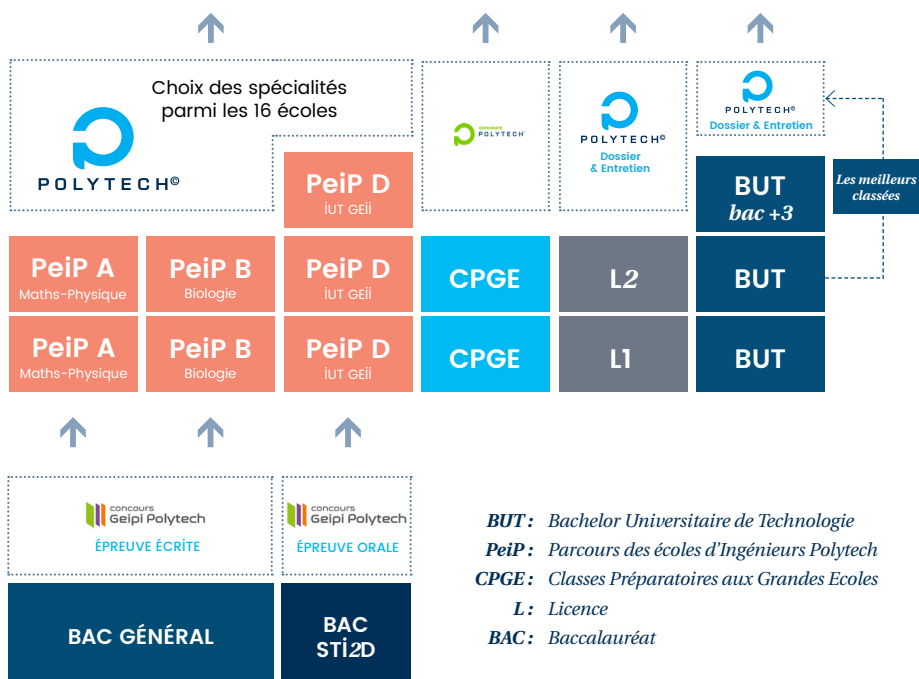 Choix des spécialités
parmi les 16 écoles
POLYTECH©
concours
POLYTECH
POLYTECH©
Dossier
& Entretien
POLYTECH©
Dossier & Entretien
Les meilleurs
classées
PeiP D
iUT GEiI
BUT
bac +3
PeiP A
Maths-Physique
PeiP B
Biologie
PeiP D
iUT GEiI
CPGE
L2
BUT
PeiP A
Maths-Physique
PeiP B
Biologie
PeiP D
iUT GEiI
CPGE
L1
BUT
concours
Geipi Polytech
ÉPREUVE ÉCRITE
concours
Geipi Polytech
ÉPREUVE ORALE
BAC GÉNÉRAL
BAC
STi2D
BUT : Bachelor Universitaire de Technologie
PeiP : Parcours des écoles d'Ingénieurs Polytech
CPGE : Classes Préparatoires aux Grandes Ecoles
L : Licence
BAC : Baccalauréat